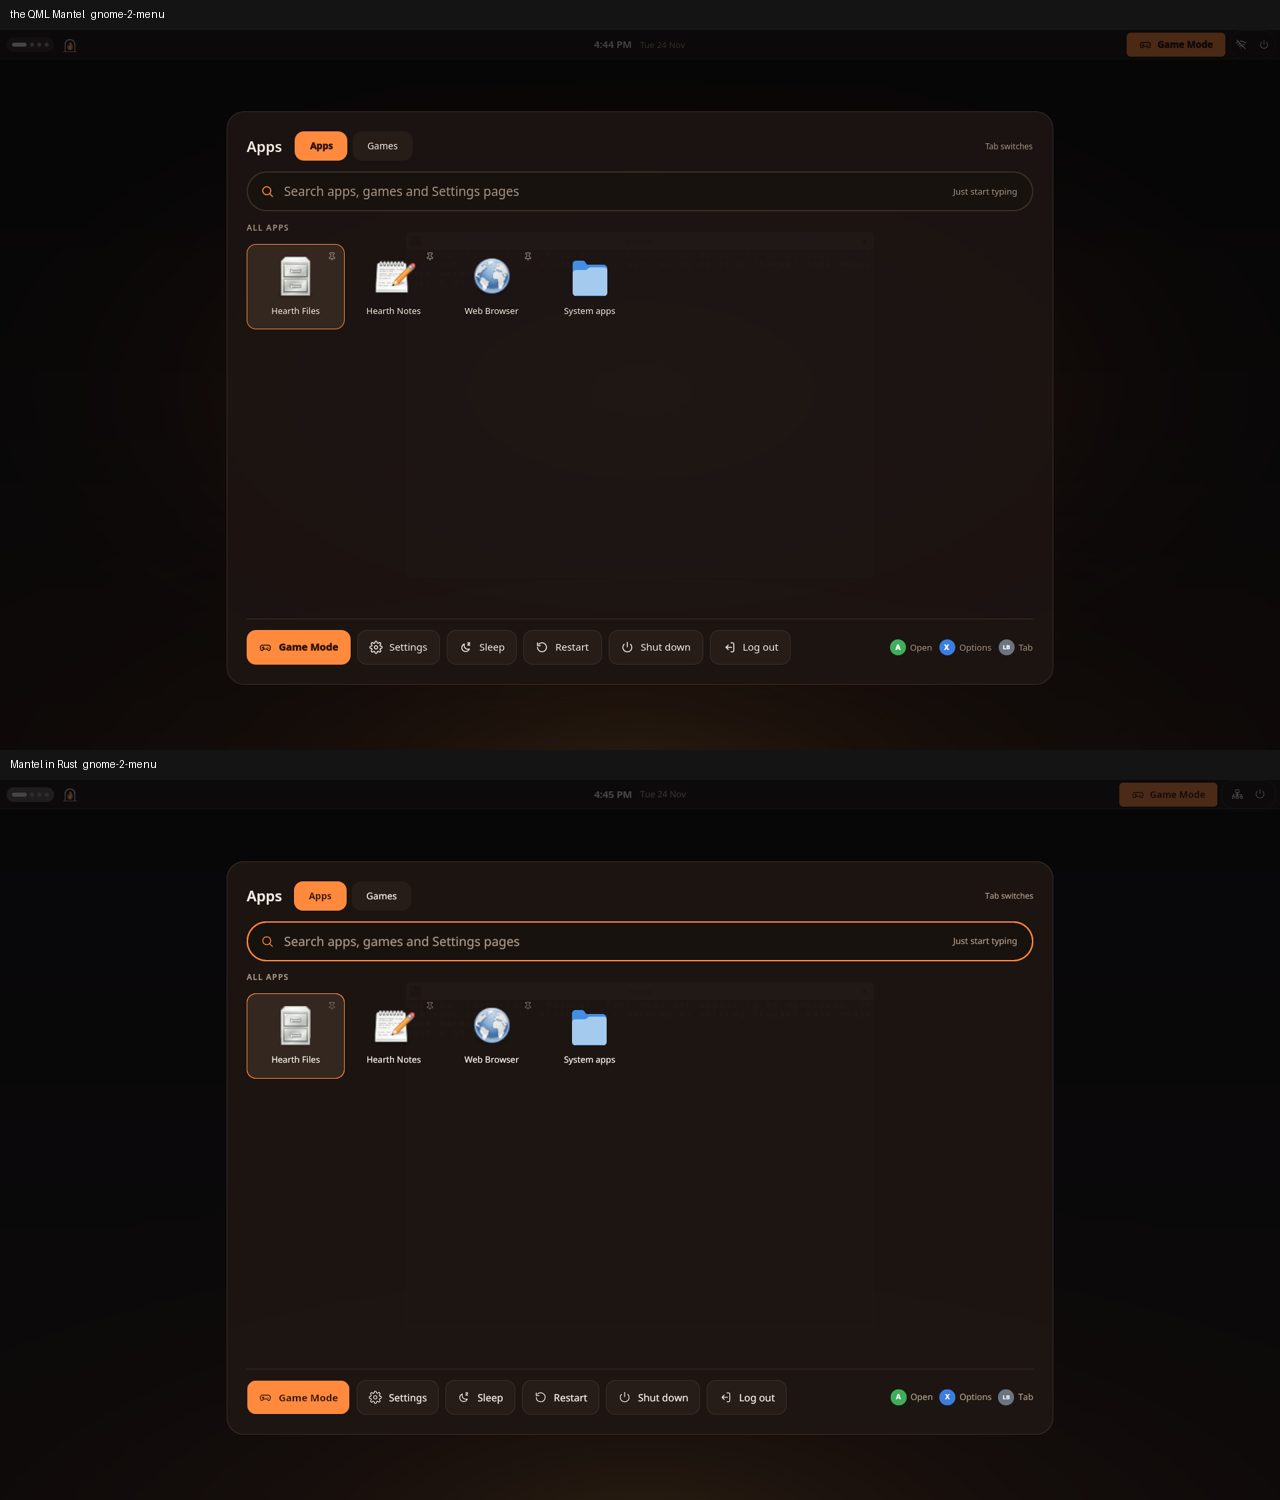 the QML Mantel gnome-2-menu
4:44 PM Tue 24 Nov
Game Mode
Apps Apps Games Tab switches
Search apps, games and Settings pages Just start typing
ALL APPS
Hearth Files Hearth Notes Web Browser System apps
Game Mode Settings Sleep Restart Shut down Log out A Open X Options LB Tab
Mantel in Rust gnome-2-menu
4:45 PM Tue 24 Nov
Game Mode
Apps Apps Games Tab switches
Search apps, games and Settings pages Just start typing
ALL APPS
Hearth Files Hearth Notes Web Browser System apps
Game Mode Settings Sleep Restart Shut down Log out A Open X Options LB Tab